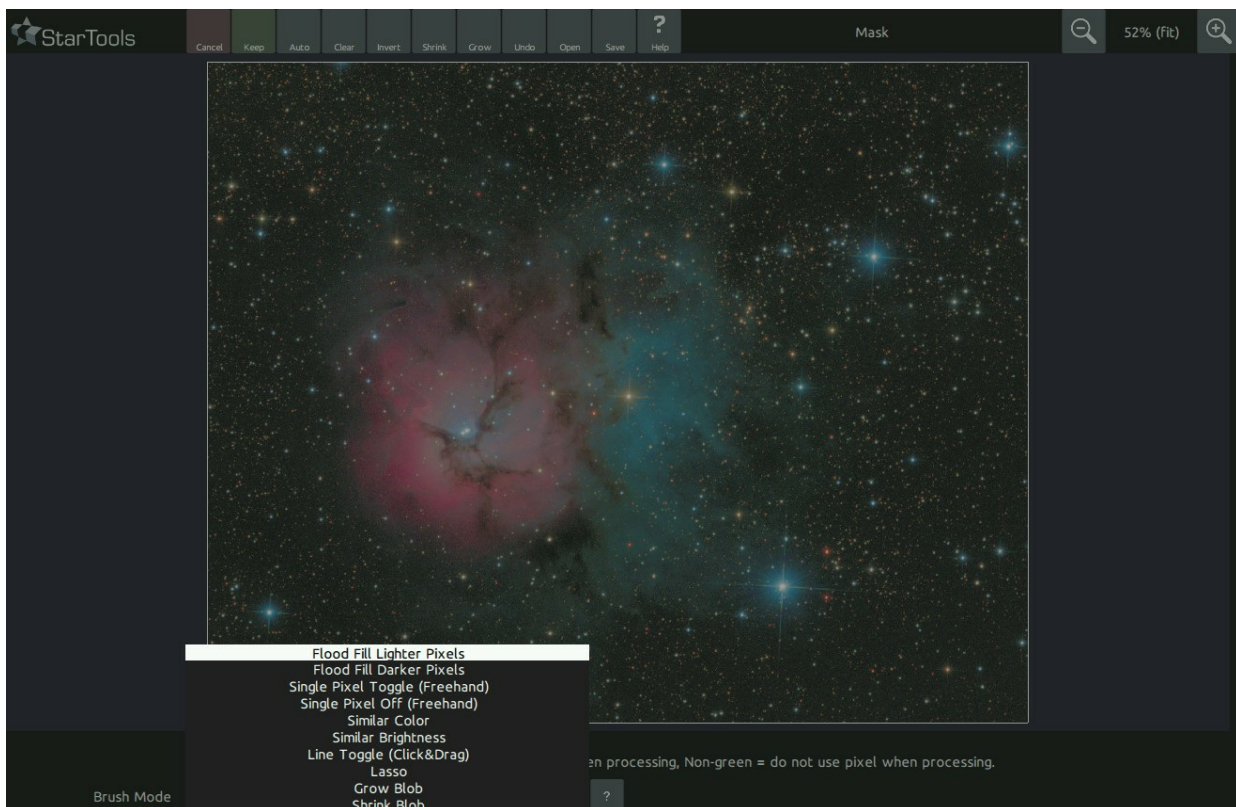 StarTools
Cancel
Keep
Auto
Clear
Invert
Shrink
Grow
Undo
Open
Save
?
Help
Mask
52% (fit)
Flood Fill Lighter Pixels
Flood Fill Darker Pixels
Single Pixel Toggle (Freehand)
Single Pixel Off (Freehand)
Similar Color
Similar Brightness
Line Toggle (Click&Drag)
processing, Non-green = do not use pixel when processing.
Lasso
Grow Blob
Brush Mode
?
Shrink Blob